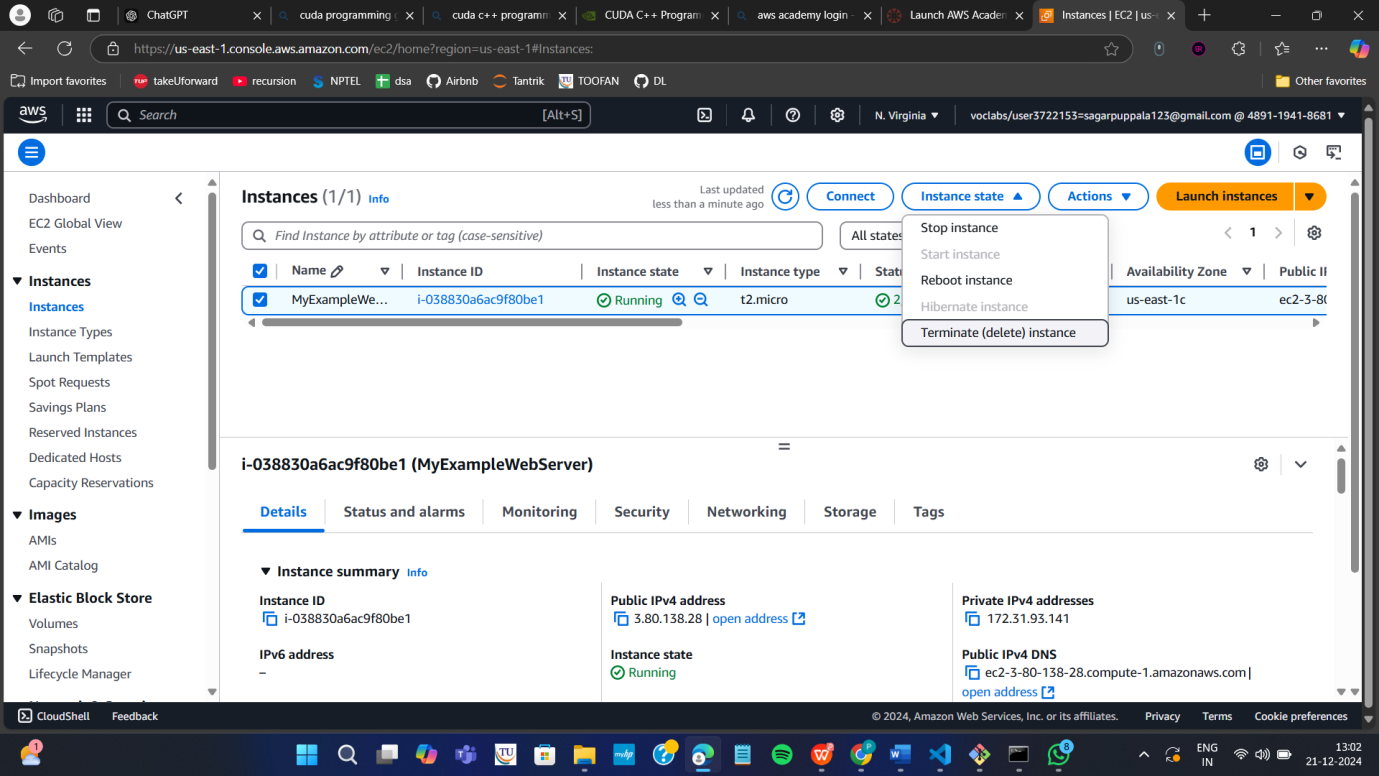 ChatGPT
cuda programming g
cuda c++ programm
CUDA C++ Program
aws academy login -
Launch AWS Acaden
Instances | EC2 | us-e
https://us-east-1.console.aws.amazon.com/ec2/home?region=us-east-1#Instances:
Import favorites
takeUforward
recursion
NPTEL
dsa
Airbnb
Tantrik
TOOFAN
DL
Other favorites
aws
Search
[Alt+S]
N. Virginia
voclabs/user3722153=sagarpuppala123@gmail.com @ 4891-1941-8681
Dashboard
EC2 Global View
Events
Instances
Instances
Instance Types
Launch Templates
Spot Requests
Savings Plans
Reserved Instances
Dedicated Hosts
Capacity Reservations
Images
AMIs
AMI Catalog
Elastic Block Store
Volumes
Snapshots
Lifecycle Manager
Instances (1/1) Info
Last updated
less than a minute ago
Connect
Instance state
Actions
Launch instances
Find Instance by attribute or tag (case-sensitive)
All states
1
Stop instance
Start instance
Reboot instance
Hibernate instance
Terminate (delete) instance
Name
Instance ID
Instance state
Instance type
Statu
Availability Zone
Public IP
MyExampleWe...
i-038830a6ac9f80be1
Running
t2.micro
2
us-east-1c
ec2-3-80
i-038830a6ac9f80be1 (MyExampleWebServer)
Details
Status and alarms
Monitoring
Security
Networking
Storage
Tags
Instance summary Info
Instance ID
i-038830a6ac9f80be1
Public IPv4 address
3.80.138.28 | open address
Private IPv4 addresses
172.31.93.141
IPv6 address
–
Instance state
Running
Public IPv4 DNS
ec2-3-80-138-28.compute-1.amazonaws.com |
open address
CloudShell
Feedback
© 2024, Amazon Web Services, Inc. or its affiliates.
Privacy
Terms
Cookie preferences
1
8
ENG
IN
13:02
21-12-2024